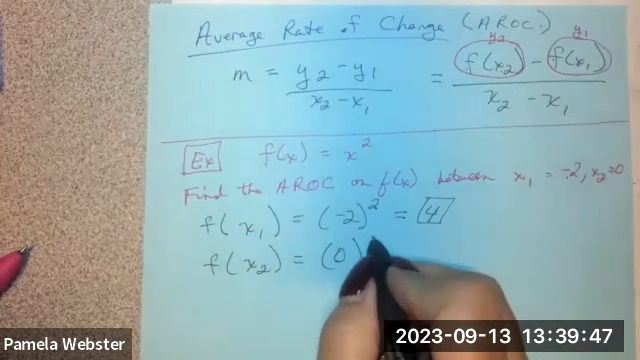 Average Rate of Change (AROC)
y2 y1
m = y2 - y1 / x2 - x1 = f(x2) - f(x1) / x2 - x1
Ex f(x) = x²
Find the AROC on f(x) between x1 = -2, x2=0
f(x1) = (-2)² = 4
f(x2) = (0)
Pamela Webster
2023-09-13 13:39:47